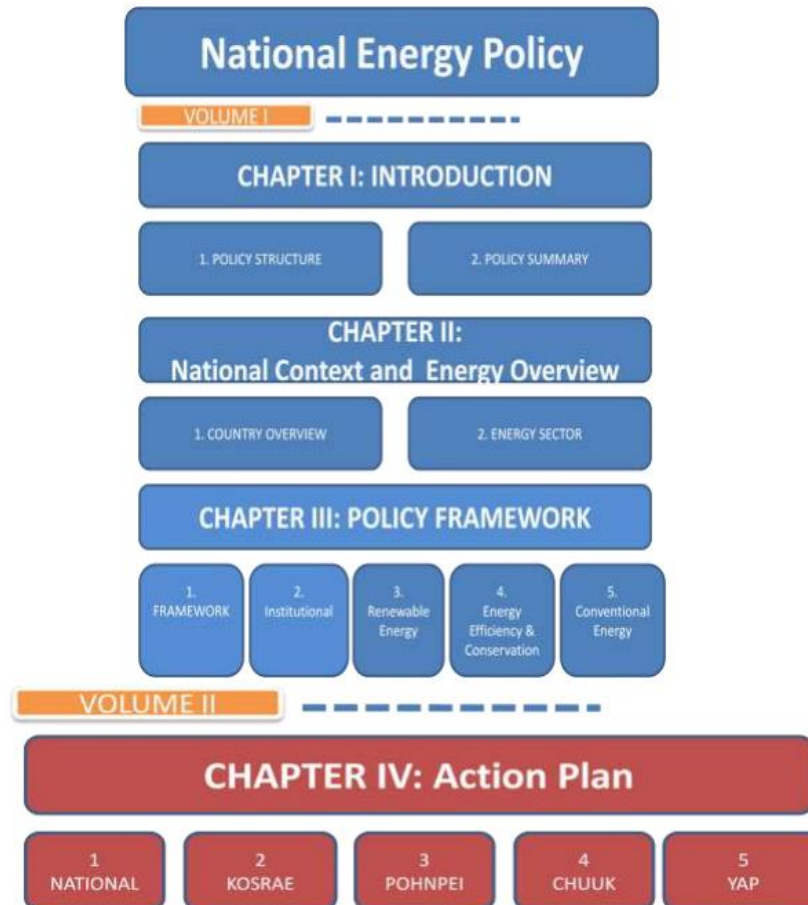 National Energy Policy
VOLUME I
CHAPTER I: INTRODUCTION
1. POLICY STRUCTURE
2. POLICY SUMMARY
CHAPTER II:
National Context and Energy Overview
1. COUNTRY OVERVIEW
2. ENERGY SECTOR
CHAPTER III: POLICY FRAMEWORK
1.
FRAMEWORK
2.
Institutional
3.
Renewable
Energy
4.
Energy
Efficiency &
Conservation
5.
Conventional
Energy
VOLUME II
CHAPTER IV: Action Plan
1
NATIONAL
2
KOSRAE
3
POHNPEI
4
CHUUK
5
YAP